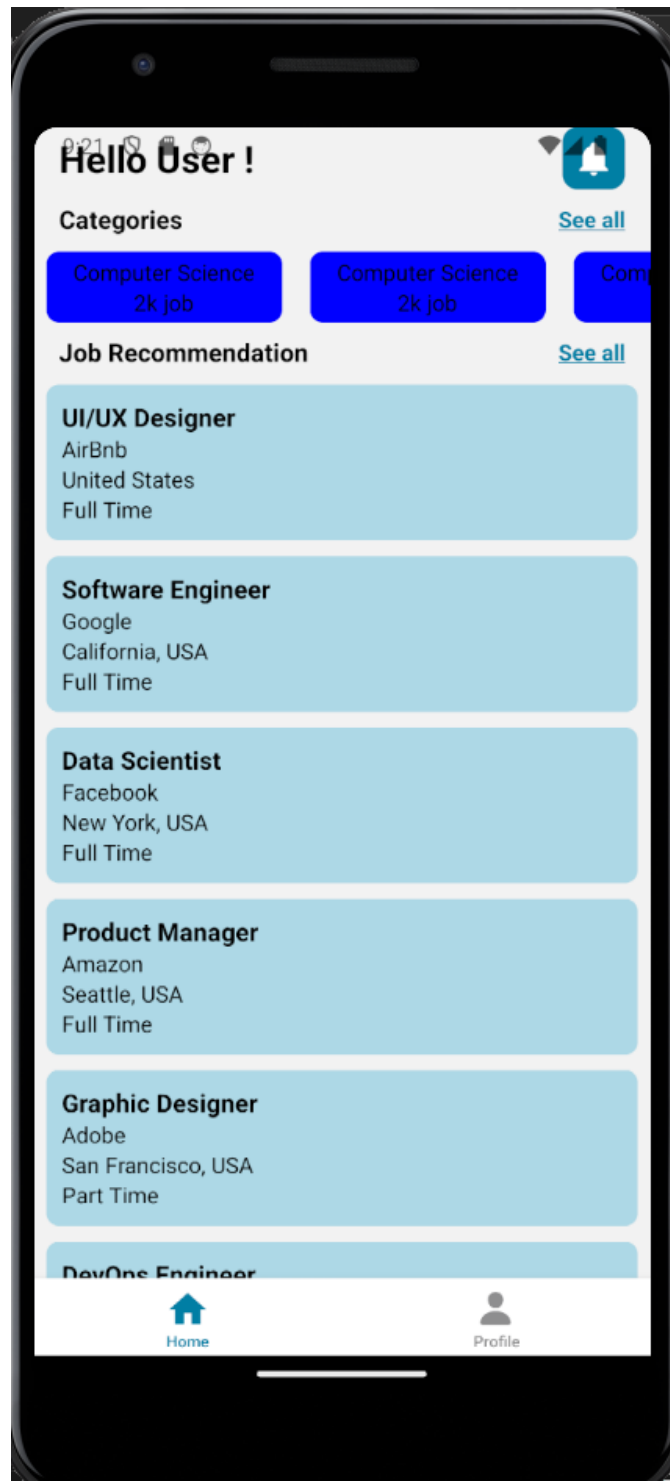 9:21
Hello User !
Categories See all
Computer Science Computer Science Com
2k job 2k job
Job Recommendation See all
UI/UX Designer
AirBnb
United States
Full Time
Software Engineer
Google
California, USA
Full Time
Data Scientist
Facebook
New York, USA
Full Time
Product Manager
Amazon
Seattle, USA
Full Time
Graphic Designer
Adobe
San Francisco, USA
Part Time
DevOps Engineer
Home Profile